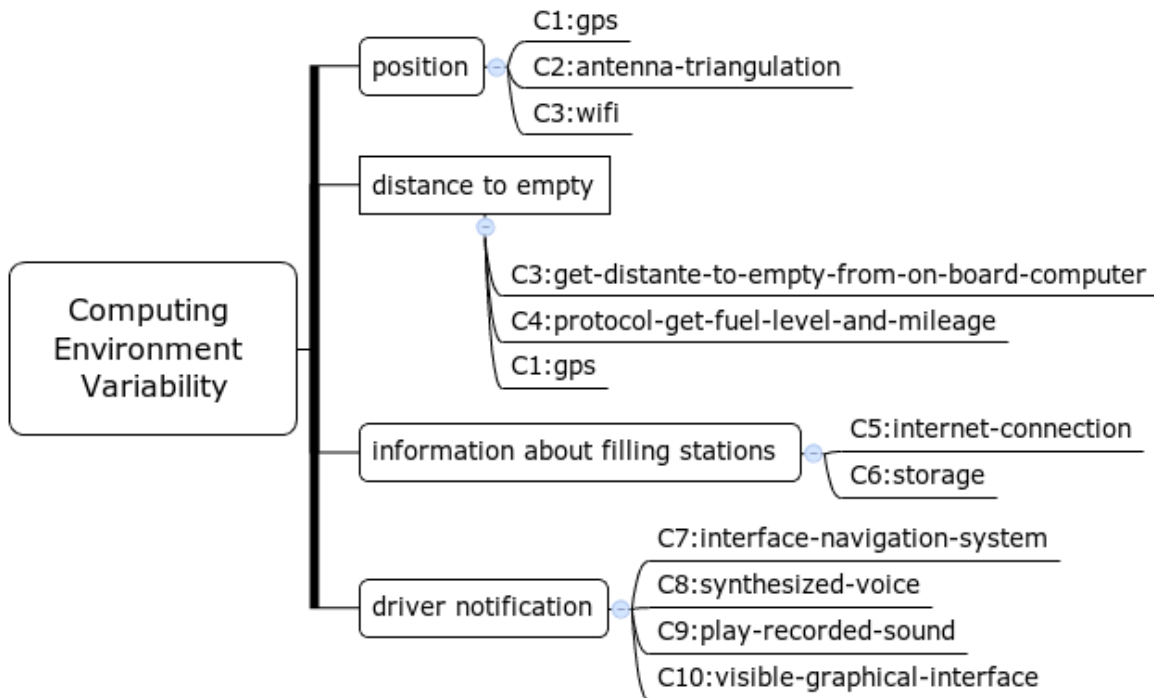 Computing
Environment
Variability
position
C1:gps
C2:antenna-triangulation
C3:wifi
distance to empty
C3:get-distante-to-empty-from-on-board-computer
C4:protocol-get-fuel-level-and-mileage
C1:gps
information about filling stations
C5:internet-connection
C6:storage
driver notification
C7:interface-navigation-system
C8:synthesized-voice
C9:play-recorded-sound
C10:visible-graphical-interface